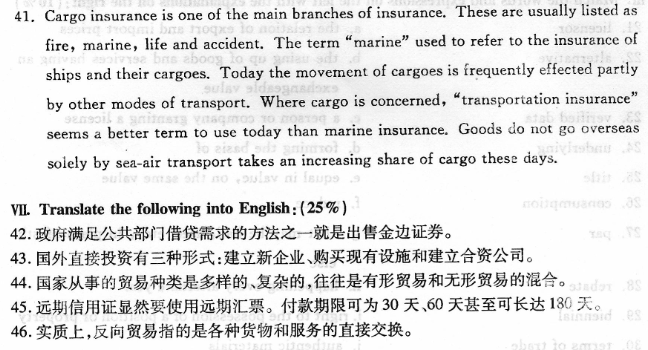 41. Cargo insurance is one of the main branches of insurance. These are usually listed as
fire, marine, life and accident. The term “marine” used to refer to the insurance of
ships and their cargoes. Today the movement of cargoes is frequently effected partly
by other modes of transport. Where cargo is concerned, “transportation insurance”
seems a better term to use today than marine insurance. Goods do not go overseas
solely by sea-air transport takes an increasing share of cargo these days.
Ⅶ. Translate the following into English:(25%)
42. 政府满足公共部门借贷需求的方法之一就是出售金边证券。
43. 国外直接投资有三种形式:建立新企业、购买现有设施和建立合资公司。
44. 国家从事的贸易种类是多样的、复杂的,往往是有形贸易和无形贸易的混合。
45. 远期信用证显然要使用远期汇票。付款期限可为 30 天、60 天甚至可长达 180 天。
46. 实质上,反向贸易指的是各种货物和服务的直接交换。